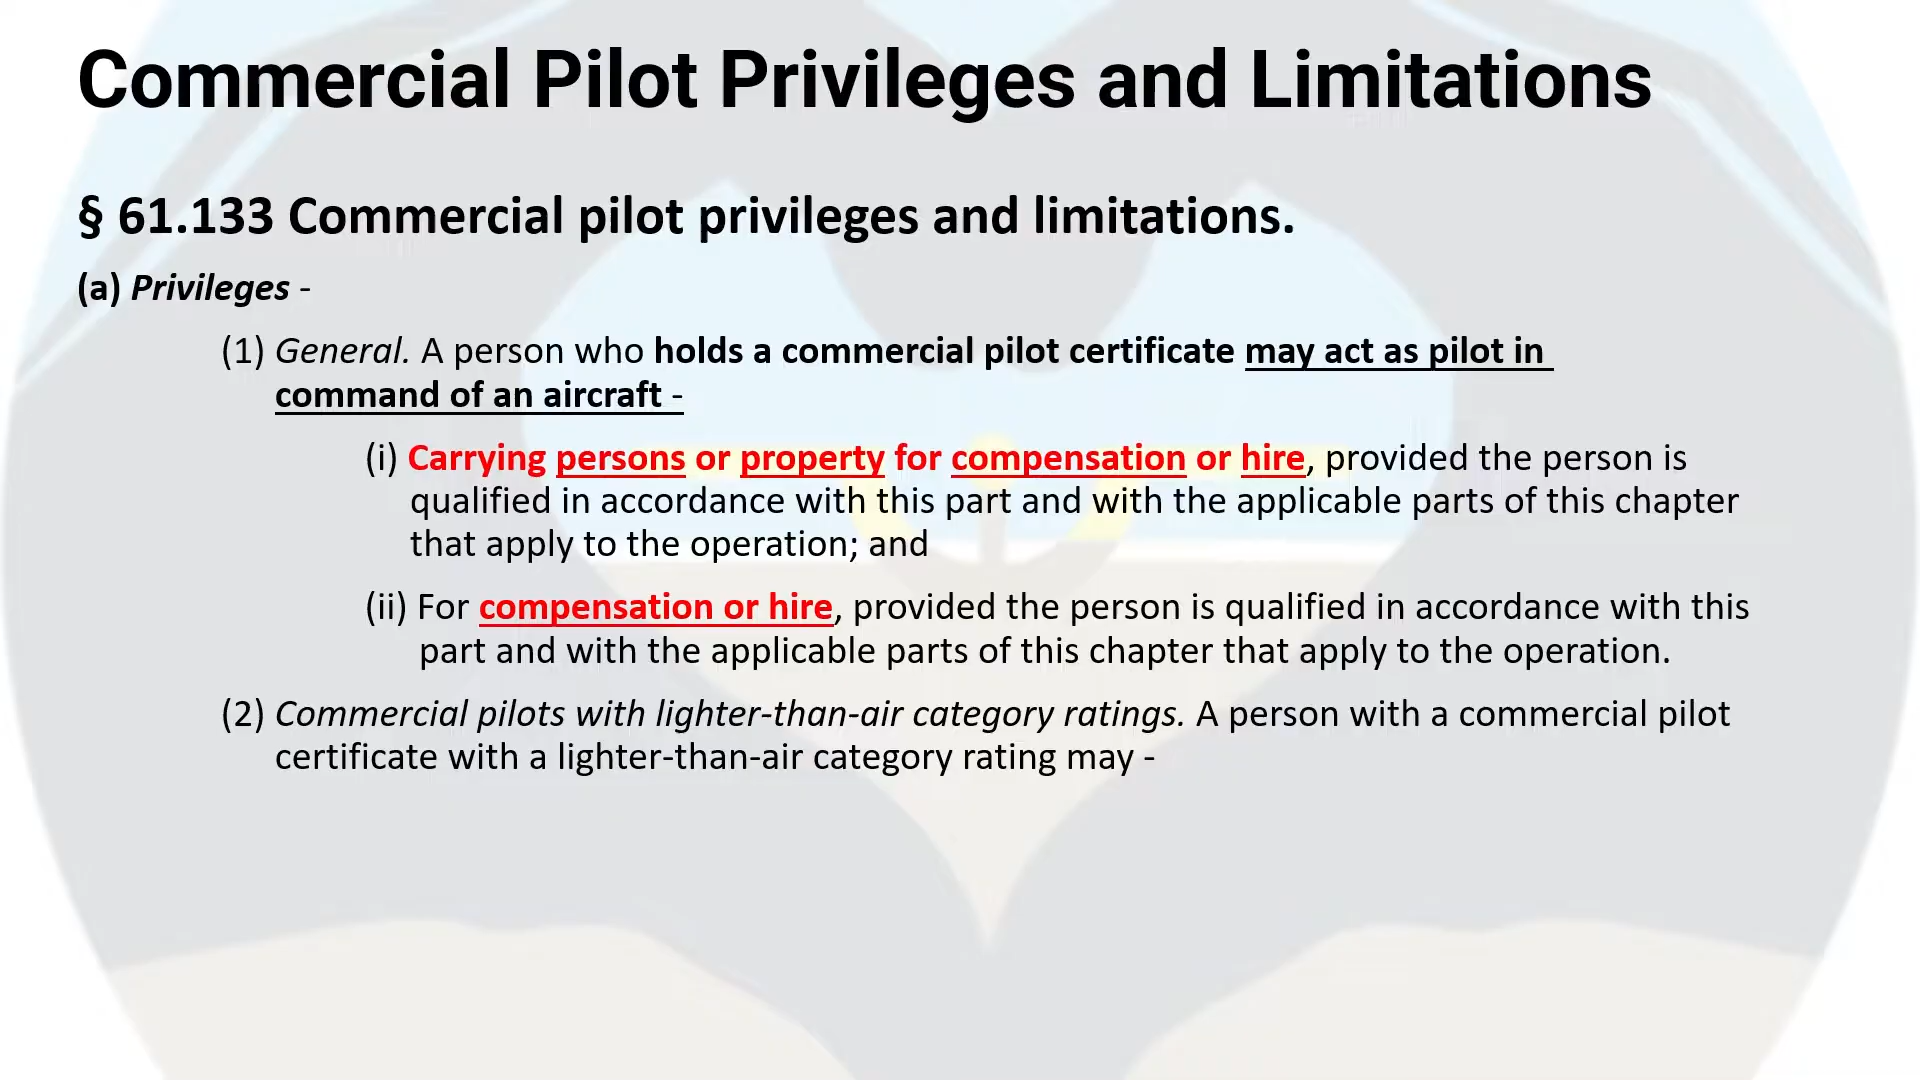 Commercial Pilot Privileges and Limitations
§ 61.133 Commercial pilot privileges and limitations.
(a) Privileges -
(1) General. A person who holds a commercial pilot certificate may act as pilot in
command of an aircraft -
(i) Carrying persons or property for compensation or hire, provided the person is
qualified in accordance with this part and with the applicable parts of this chapter
that apply to the operation; and
(ii) For compensation or hire, provided the person is qualified in accordance with this
part and with the applicable parts of this chapter that apply to the operation.
(2) Commercial pilots with lighter-than-air category ratings. A person with a commercial pilot
certificate with a lighter-than-air category rating may -